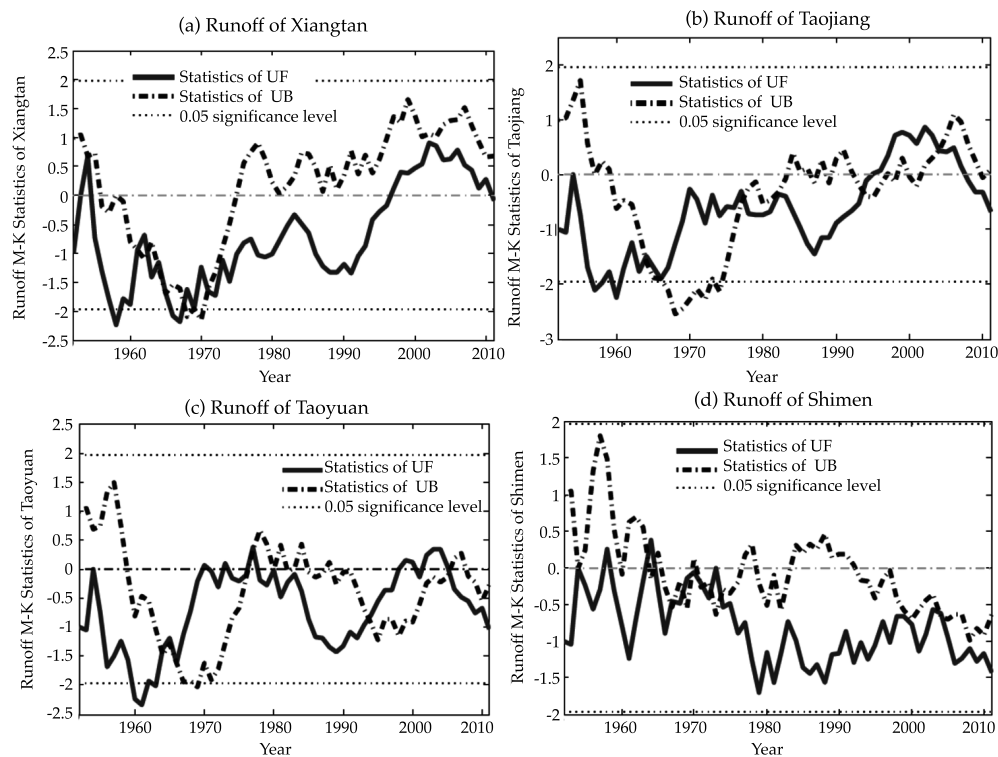 (a) Runoff of Xiangtan
Runoff M-K Statistics of Xiangtan
2.5
2
1.5
1
0.5
0
-0.5
-1
-1.5
-2
-2.5
Statistics of UF
Statistics of UB
0.05 significance level
1960 1970 1980 1990 2000 2010
Year
(b) Runoff of Taojiang
Runoff M-K Statistics of Taojiang
2
1
0.
-1
-2
-3
Statistics of UF
Statistics of UB
0.05 significance level
1960 1970 1980 1990 2000 2010
Year
(c) Runoff of Taoyuan
Runoff M-K Statistics of Taoyuan
2.5
2
1.5
1
0.5
0
-0.5
-1
-1.5
-2
-2.5
Statistics of UF
Statistics of UB
0.05 significance level
1960 1970 1980 1990 2000 2010
Year
(d) Runoff of Shimen
Runoff M-K Statistics of Shimen
2
1.5
1
0.5
0.
-0.5
-1
-1.5
-2
Statistics of UF
Statistics of UB
0.05 significance level
1960 1970 1980 1990 2000 2010
Year